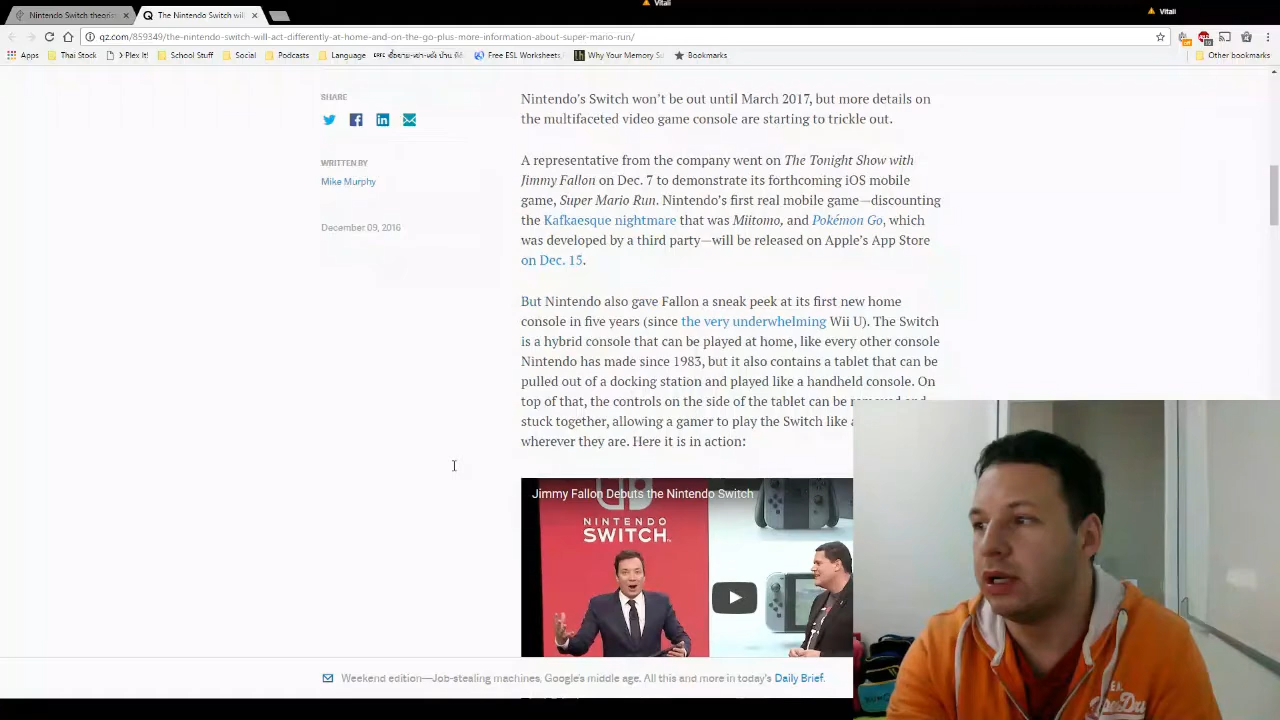 Vitali
Vitali
Nintendo Switch theori
The Nintendo Switch wil
qz.com/859349/the-nintendo-switch-will-act-differently-at-home-and-on-the-go-plus-more-information-about-super-mario-run/
Apps
Thai Stock
> Plex It!
School Stuff
Social
Podcasts
Language
Free ESL Worksheets,
Why Your Memory Su
Bookmarks
Other bookmarks
SHARE
WRITTEN BY
Mike Murphy
December 09, 2016
Nintendo’s Switch won’t be out until March 2017, but more details on
the multifaceted video game console are starting to trickle out.
A representative from the company went on The Tonight Show with
Jimmy Fallon on Dec. 7 to demonstrate its forthcoming iOS mobile
game, Super Mario Run. Nintendo’s first real mobile game—discounting
the Kafkaesque nightmare that was Miitomo, and Pokémon Go, which
was developed by a third party—will be released on Apple’s App Store
on Dec. 15.
But Nintendo also gave Fallon a sneak peek at its first new home
console in five years (since the very underwhelming Wii U). The Switch
is a hybrid console that can be played at home, like every other console
Nintendo has made since 1983, but it also contains a tablet that can be
pulled out of a docking station and played like a handheld console. On
top of that, the controls on the side of the tablet can be removed and
stuck together, allowing a gamer to play the Switch like a
wherever they are. Here it is in action:
Jimmy Fallon Debuts the Nintendo Switch
NINTENDO
SWITCH
Weekend edition—Job-stealing machines, Google’s middle age. All this and more in today’s Daily Brief.